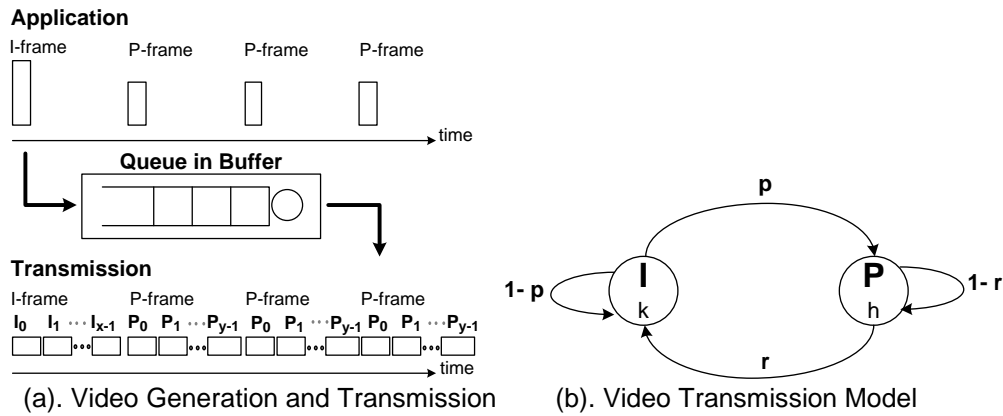 Application
I-frame P-frame P-frame P-frame
time
Queue in Buffer
Transmission
I-frame P-frame P-frame P-frame
I0 I1 ··· Ix-1 P0 P1 ··· Py-1 P0 P1 ··· Py-1 P0 P1 ··· Py-1
time
(a). Video Generation and Transmission
p
I
k
P
h
1- p
1- r
r
(b). Video Transmission Model